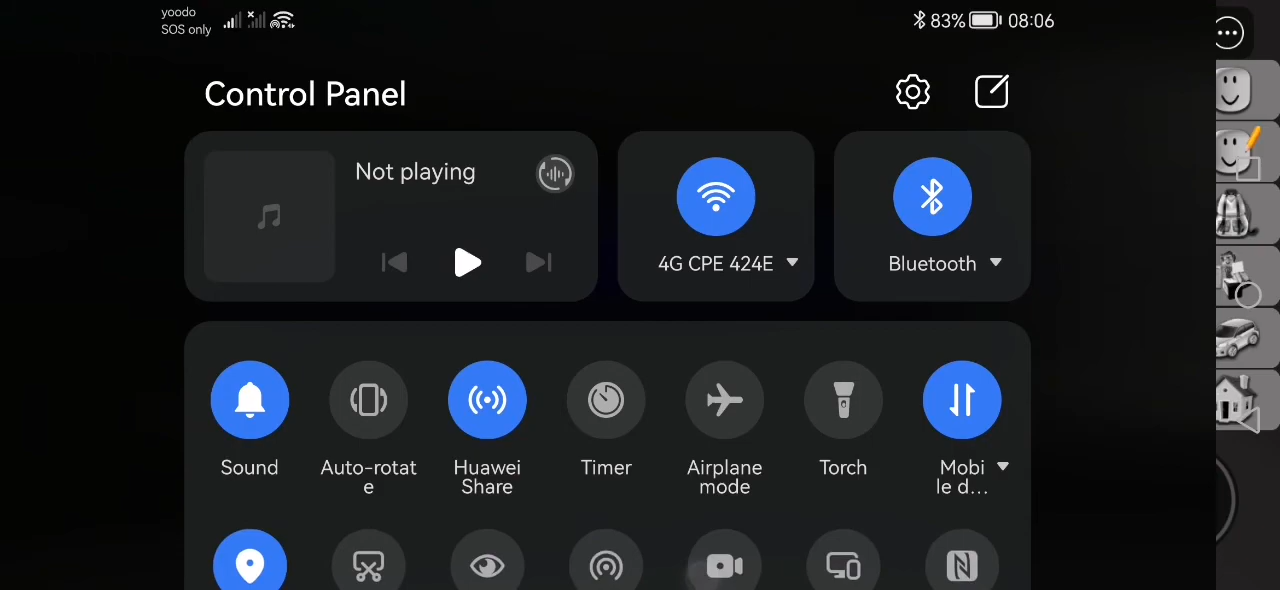 yoodo
SOS only
83% 08:06
Control Panel
Not playing
4G CPE 424E
Bluetooth
Sound
Auto-rotat
e
Huawei
Share
Timer
Airplane
mode
Torch
Mobi
le d...